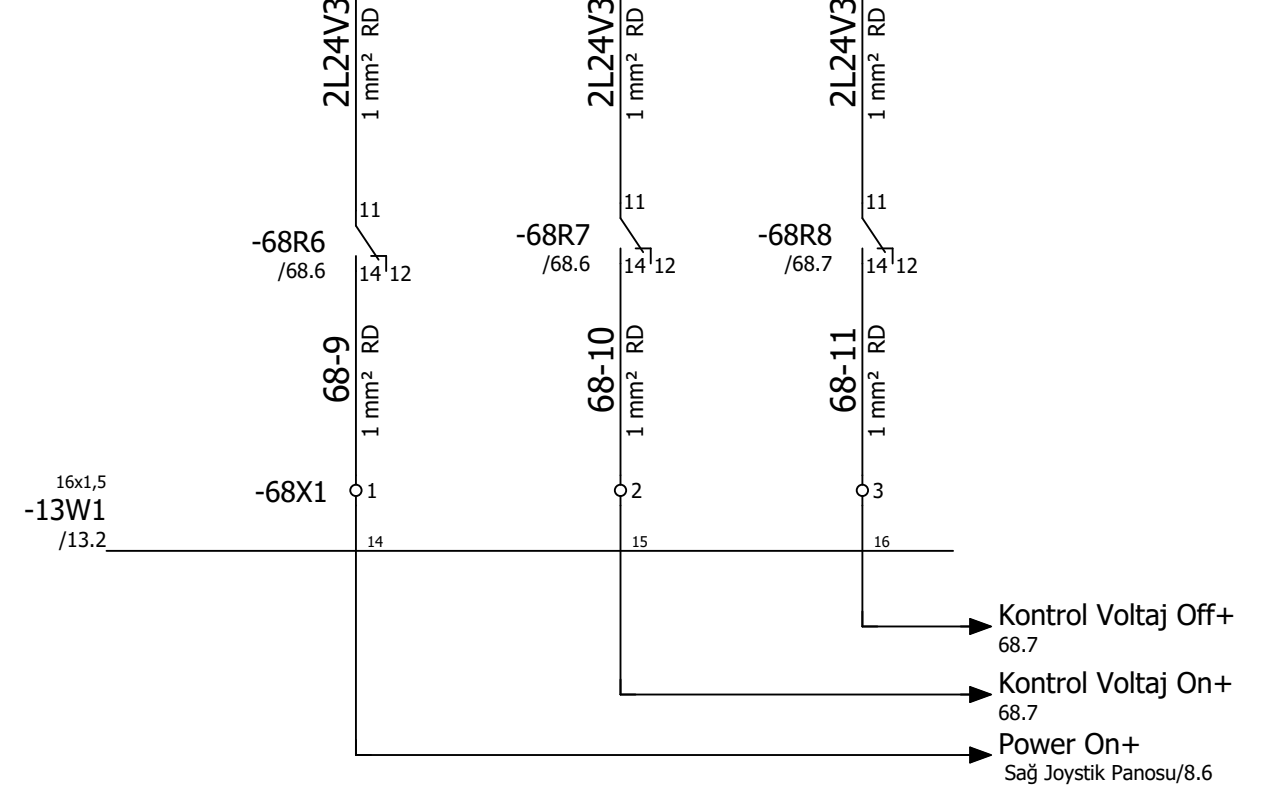 2L24V3
1 mm² RD
2L24V3
1 mm² RD
2L24V3
1 mm² RD
11
-68R6
/68.6
14 12
11
-68R7
/68.6
14 12
11
-68R8
/68.7
14 12
68-9
1 mm² RD
68-10
1 mm² RD
68-11
1 mm² RD
16x1,5
-13W1
/13.2
-68X1
1
2
3
14
15
16
Kontrol Voltaj Off+
68.7
Kontrol Voltaj On+
68.7
Power On+
Sağ Joystik Panosu/8.6